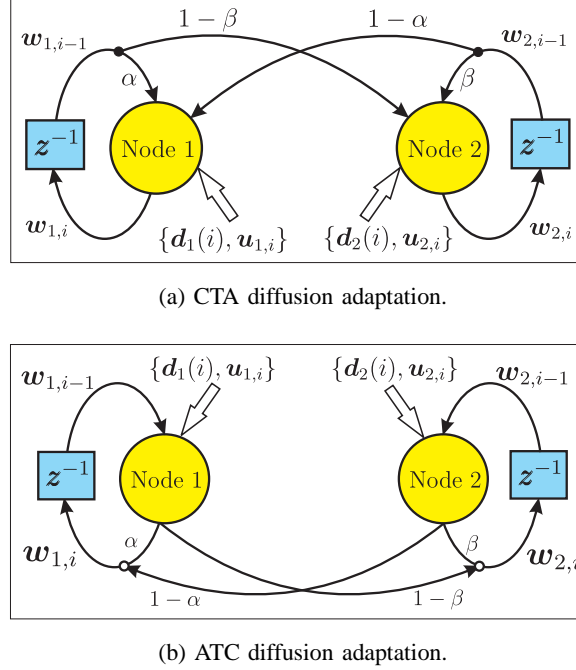 1 − β
1 − α
w₁,ᵢ₋₁
w₂,ᵢ₋₁
α
β
z⁻¹
Node 1
Node 2
z⁻¹
w₁,ᵢ
{d₁(i), u₁,ᵢ}
{d₂(i), u₂,ᵢ}
w₂,ᵢ
(a) CTA diffusion adaptation.
{d₁(i), u₁,ᵢ}
{d₂(i), u₂,ᵢ}
w₁,ᵢ₋₁
w₂,ᵢ₋₁
z⁻¹
Node 1
Node 2
z⁻¹
α
β
w₁,ᵢ
w₂,ᵢ
1 − α
1 − β
(b) ATC diffusion adaptation.